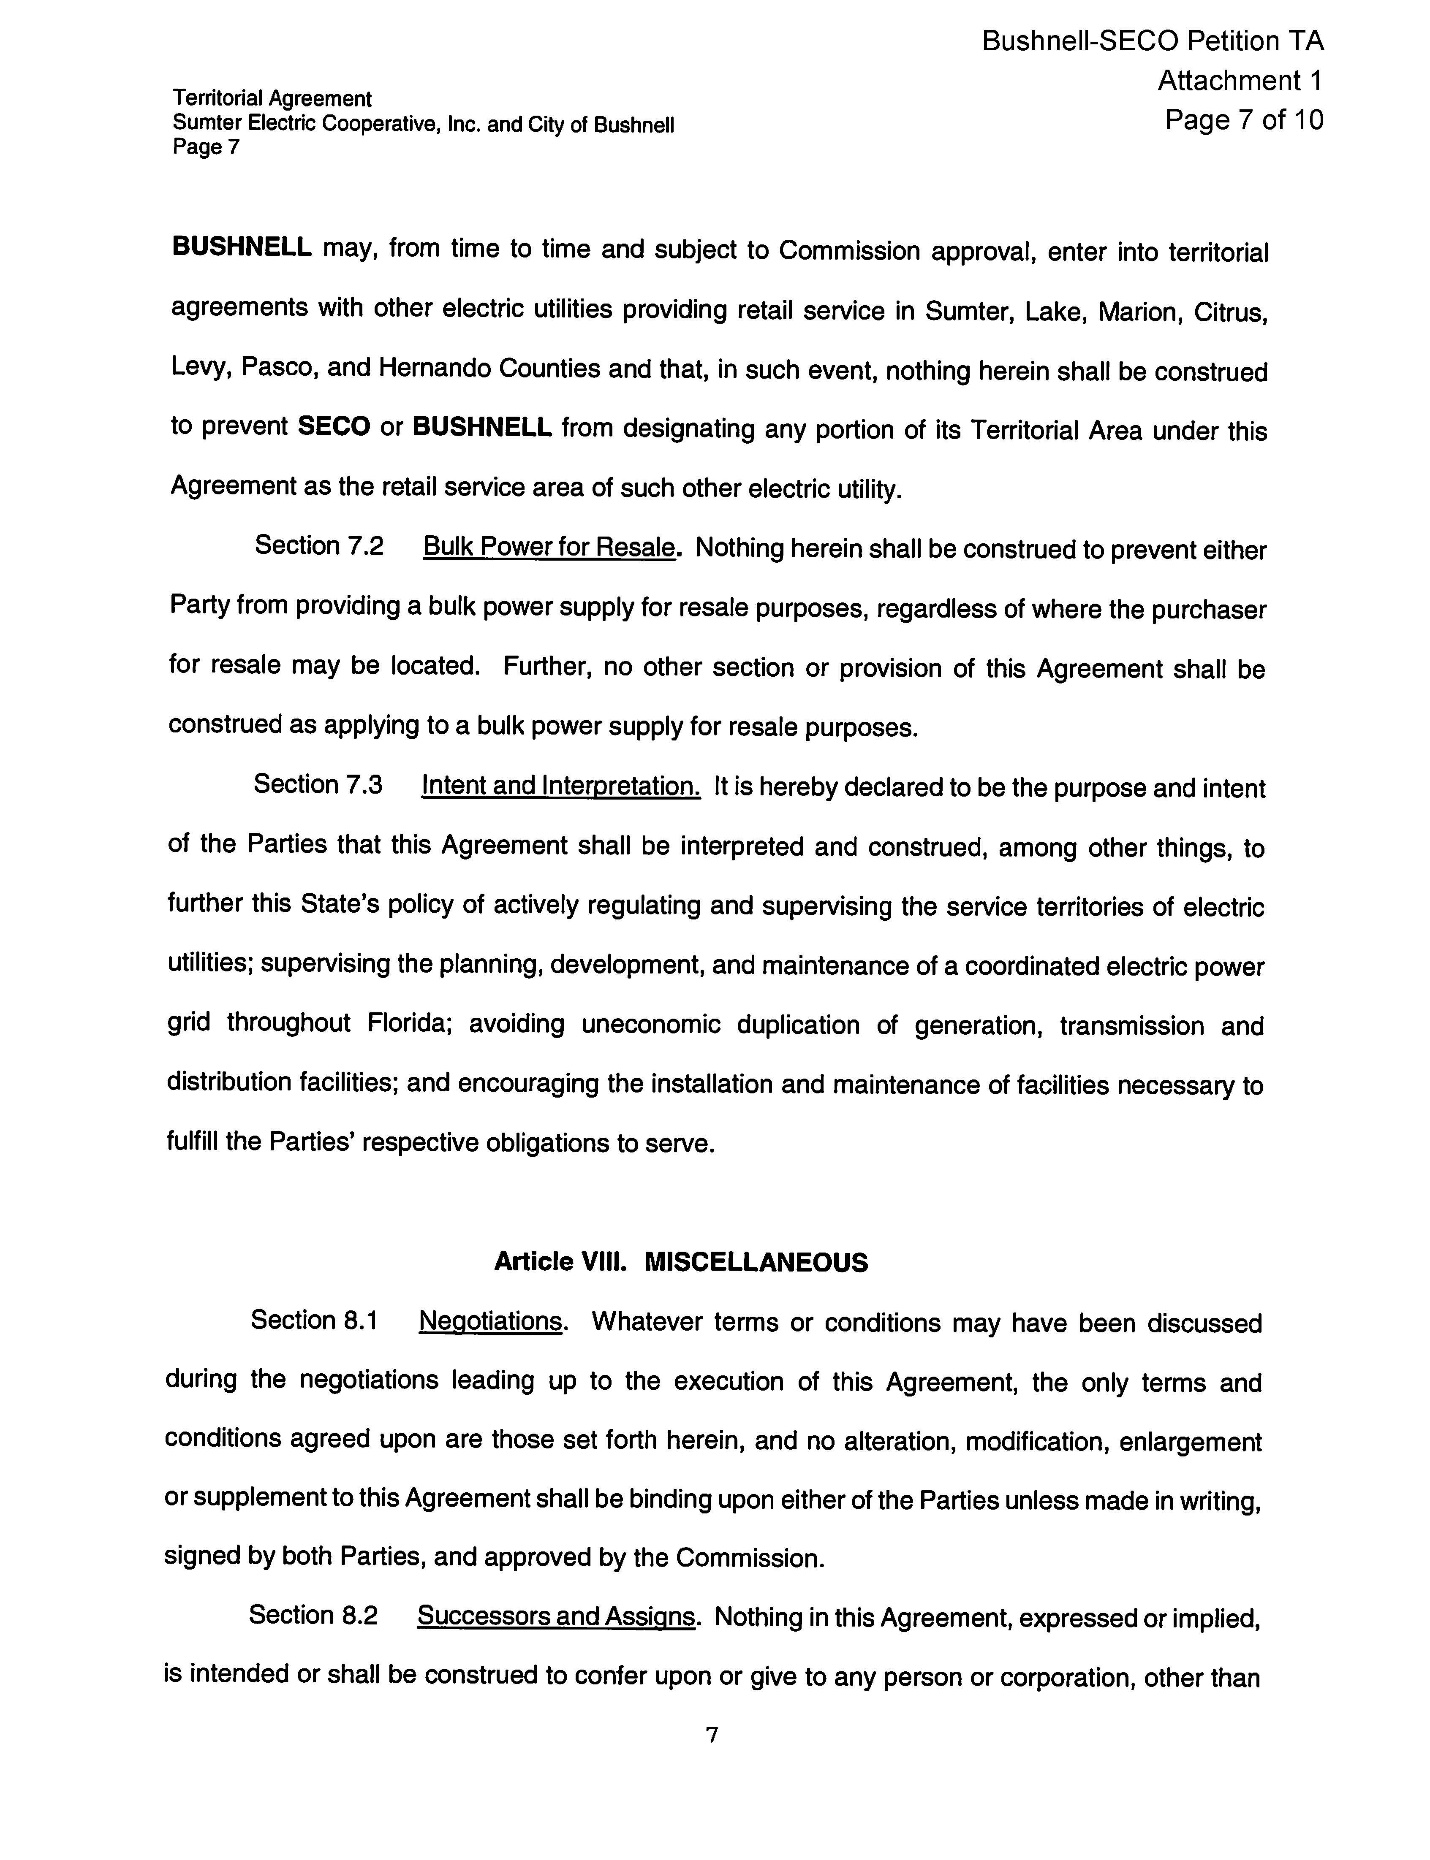 Bushnell-SECO Petition TA
Attachment 1
Page 7 of 10
Territorial Agreement
Sumter Electric Cooperative, Inc. and City of Bushnell
Page 7
BUSHNELL may, from time to time and subject to Commission approval, enter into territorial
agreements with other electric utilities providing retail service in Sumter, Lake, Marion, Citrus,
Levy, Pasco, and Hernando Counties and that, in such event, nothing herein shall be construed
to prevent SECO or BUSHNELL from designating any portion of its Territorial Area under this
Agreement as the retail service area of such other electric utility.
Section 7.2 Bulk Power for Resale. Nothing herein shall be construed to prevent either
Party from providing a bulk power supply for resale purposes, regardless of where the purchaser
for resale may be located. Further, no other section or provision of this Agreement shall be
construed as applying to a bulk power supply for resale purposes.
Section 7.3 Intent and Interpretation. It is hereby declared to be the purpose and intent
of the Parties that this Agreement shall be interpreted and construed, among other things, to
further this State's policy of actively regulating and supervising the service territories of electric
utilities; supervising the planning, development, and maintenance of a coordinated electric power
grid throughout Florida; avoiding uneconomic duplication of generation, transmission and
distribution facilities; and encouraging the installation and maintenance of facilities necessary to
fulfill the Parties' respective obligations to serve.
Article VIII. MISCELLANEOUS
Section 8.1 Negotiations. Whatever terms or conditions may have been discussed
during the negotiations leading up to the execution of this Agreement, the only terms and
conditions agreed upon are those set forth herein, and no alteration, modification, enlargement
or supplement to this Agreement shall be binding upon either of the Parties unless made in writing,
signed by both Parties, and approved by the Commission.
Section 8.2 Successors and Assigns. Nothing in this Agreement, expressed or implied,
is intended or shall be construed to confer upon or give to any person or corporation, other than
7